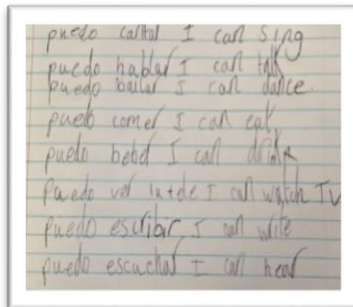 puedo cantar I can sing
puedo hablar I can talk
puedo bailar I can dance.
puedo comer I can eat
puedo beber I can drink
Puedo ver la tele I can watch TV
puedo escribir I can write
puedo escuchar I can hear